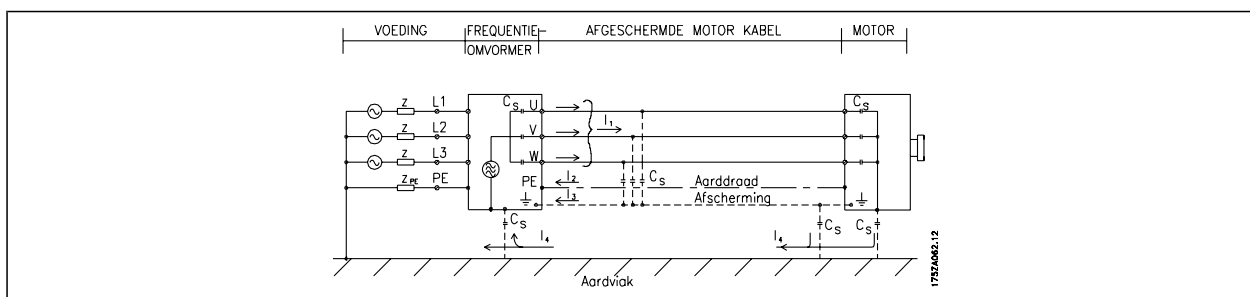 VOEDING
FREQUENTIE-
OMVORMER
AFGESCHERMDE MOTOR KABEL
MOTOR
Z L1
CS U
CS
I1
Z L2
V
Z L3
W
ZPE PE
PE
I2
CS
Aarddraad
I3
Afscherming
CS
I4
I4
CS
CS
Aardvlak
175ZA062.12